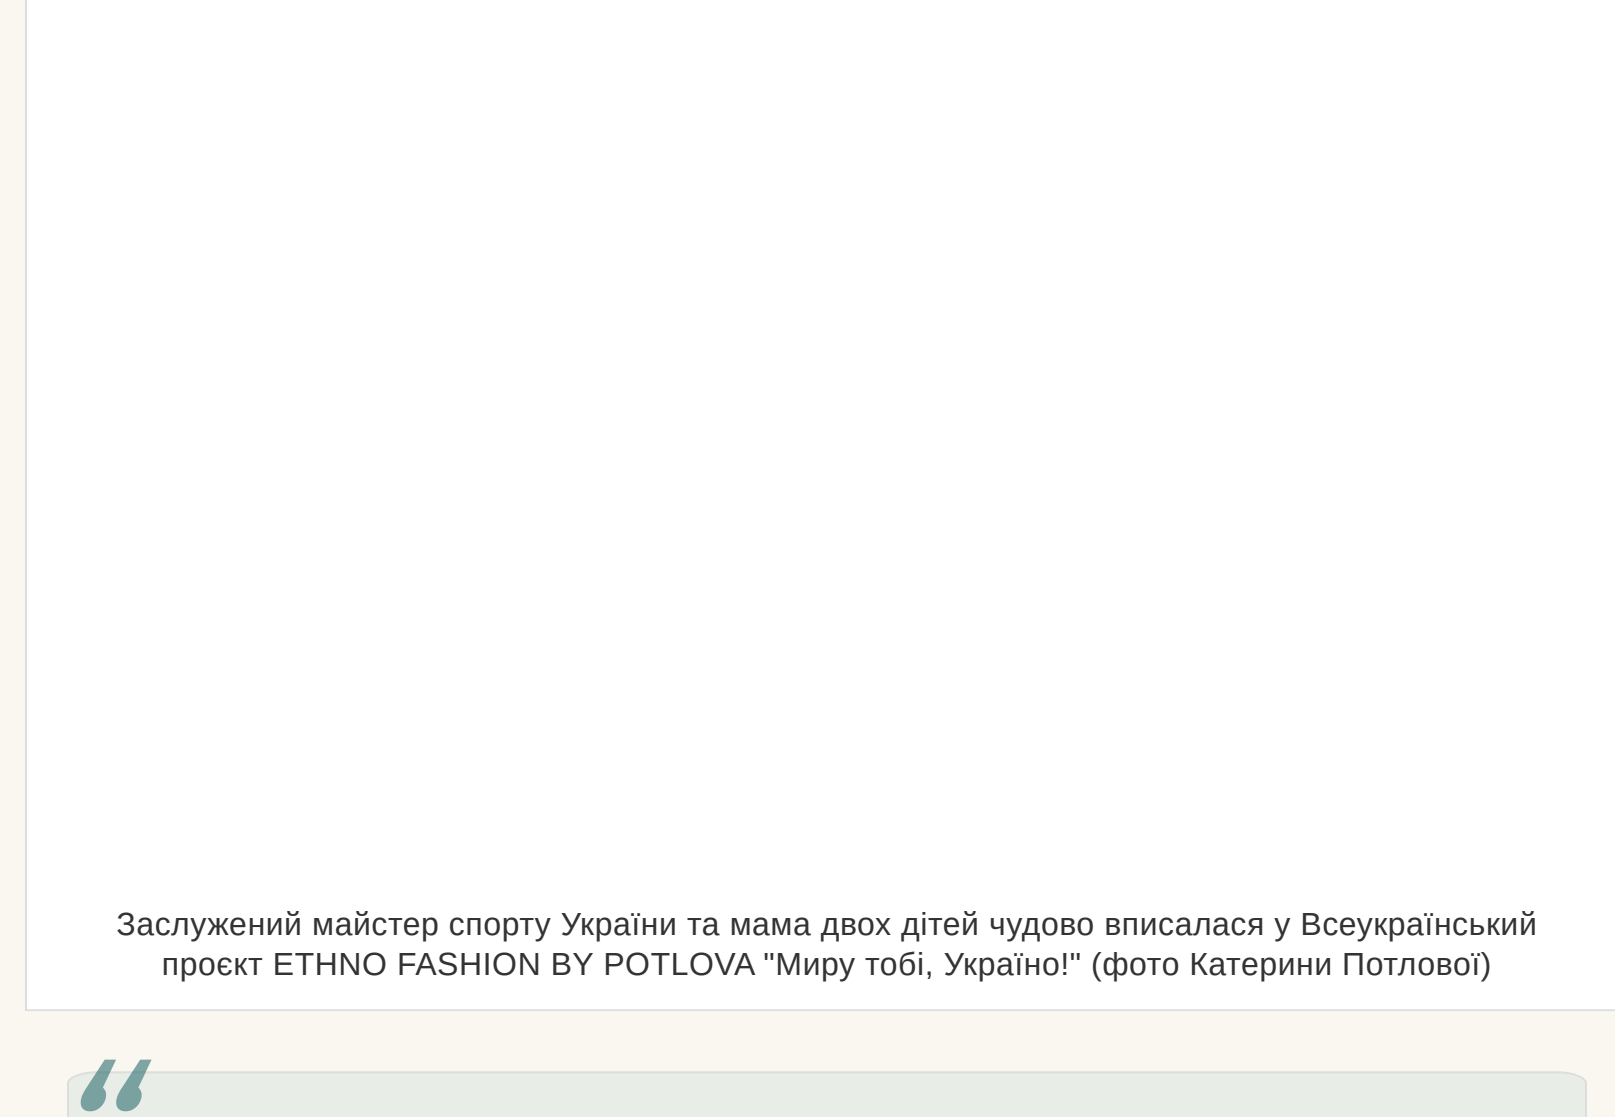 Заслужений майстер спорту України та мама двох дітей чудово вписалася у Всеукраїнський
проєкт ETHNO FASHION BY POTLOVA "Миру тобі, Україно!" (фото Катерини Потлової)
“